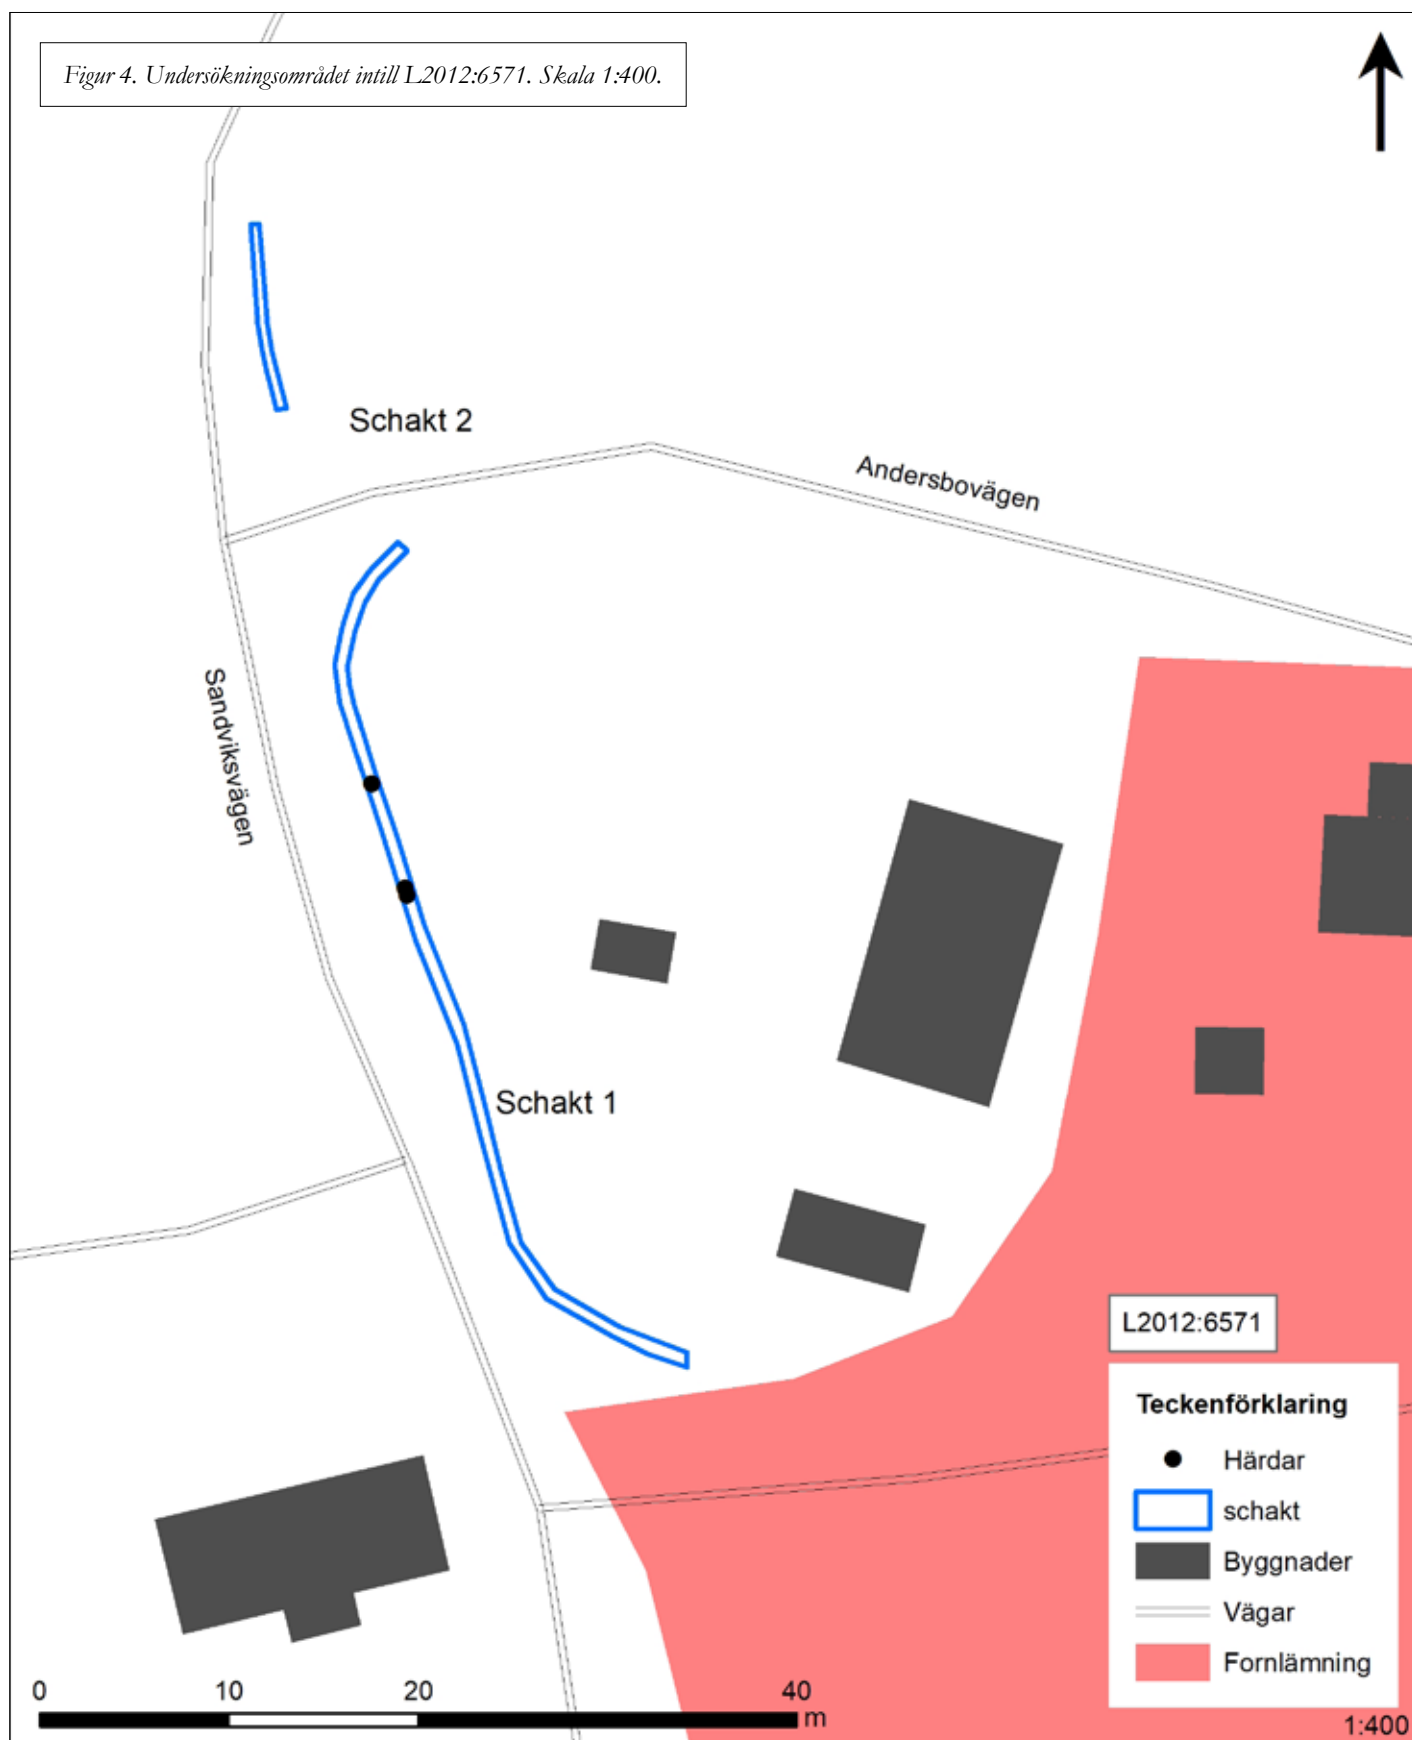 Figur 4. Undersökningsområdet intill L2012:6571. Skala 1:400.
Schakt 2
Andersbovägen
Sandviksvägen
Schakt 1
L2012:6571
Teckenförklaring
Härdar
schakt
Byggnader
Vägar
Fornlämning
0 10 20 40
m
1:400